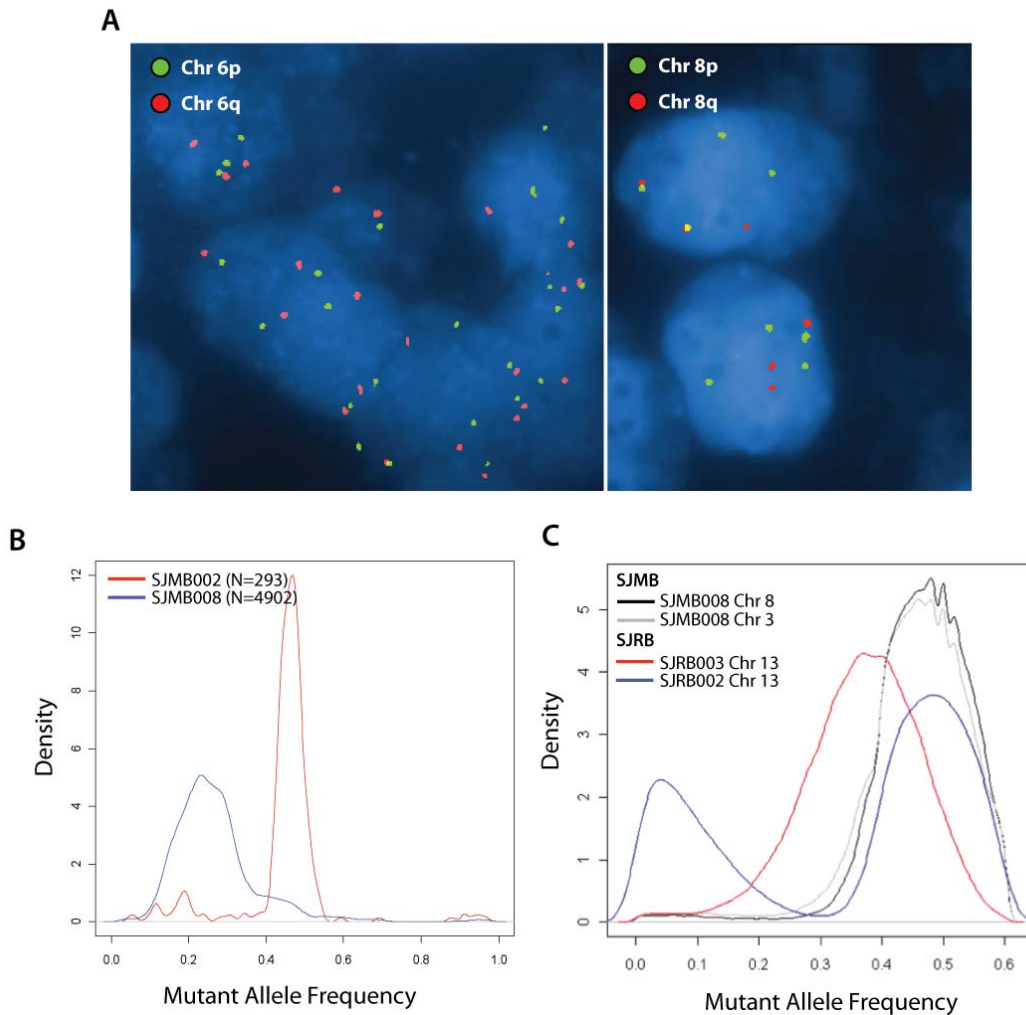 A
Chr 6p
Chr 6q
Chr 8p
Chr 8q
B
SJMB002 (N=293)
SJMB008 (N=4902)
12
10
8
6
4
2
0
Density
0.0 0.2 0.4 0.6 0.8 1.0
Mutant Allele Frequency
C
SJMB
SJMB008 Chr 8
SJMB008 Chr 3
SJRB
SJRB003 Chr 13
SJRB002 Chr 13
5
4
3
2
1
0
Density
0.0 0.1 0.2 0.3 0.4 0.5 0.6
Mutant Allele Frequency